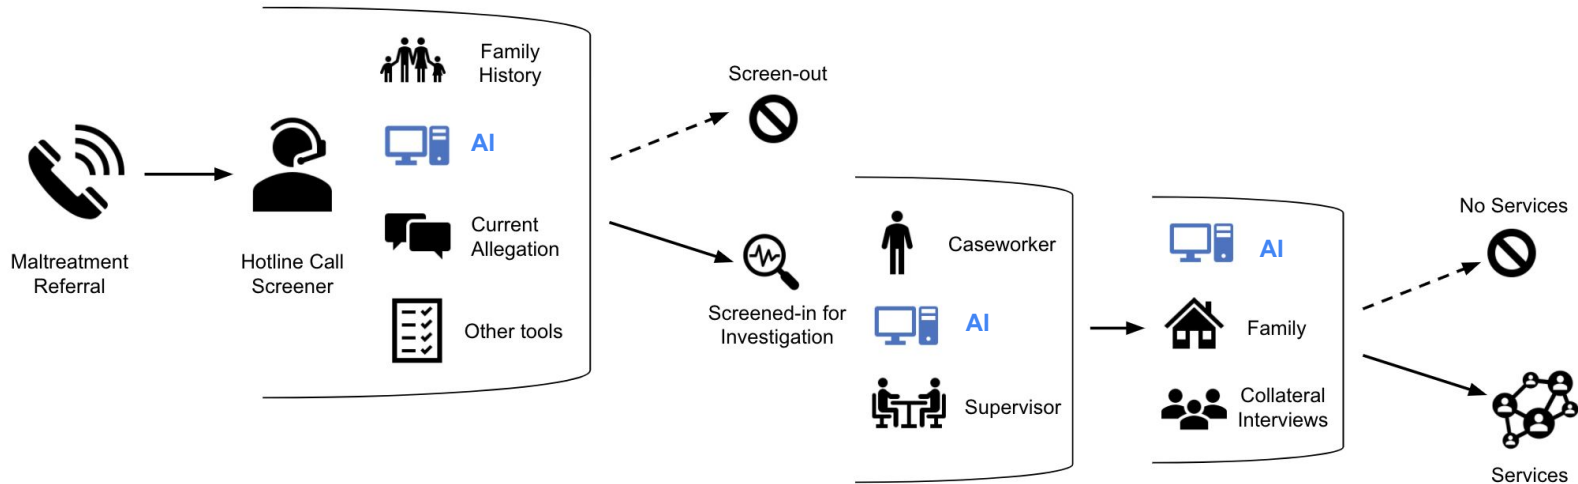 Maltreatment
Referral
Hotline Call
Screener
Family
History
AI
Current
Allegation
Other tools
Screen-out
Screened-in for
Investigation
Caseworker
AI
Supervisor
AI
Family
Collateral
Interviews
No Services
Services